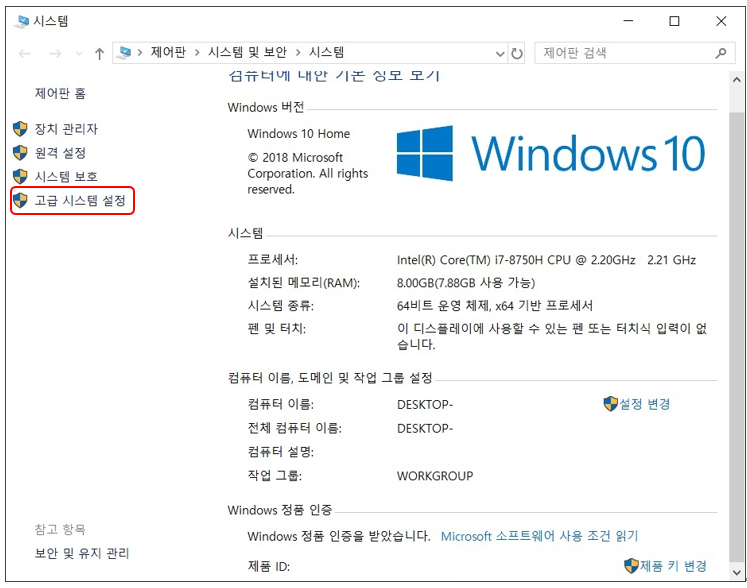 시스템
제어판 > 시스템 및 보안 > 시스템
제어판 검색
제어판 홈
장치 관리자
원격 설정
시스템 보호
고급 시스템 설정
참고 항목
보안 및 유지 관리
컴퓨터에 대한 기본 정보 보기
Windows 버전
Windows 10 Home
© 2018 Microsoft
Corporation. All rights
reserved.
Windows 10
시스템
프로세서: Intel(R) Core(TM) i7-8750H CPU @ 2.20GHz 2.21 GHz
설치된 메모리(RAM): 8.00GB(7.88GB 사용 가능)
시스템 종류: 64비트 운영 체제, x64 기반 프로세서
펜 및 터치: 이 디스플레이에 사용할 수 있는 펜 또는 터치식 입력이 없
습니다.
컴퓨터 이름, 도메인 및 작업 그룹 설정
컴퓨터 이름: DESKTOP- 설정 변경
전체 컴퓨터 이름: DESKTOP-
컴퓨터 설명:
작업 그룹: WORKGROUP
Windows 정품 인증
Windows 정품 인증을 받았습니다. Microsoft 소프트웨어 사용 조건 읽기
제품 ID: 제품 키 변경